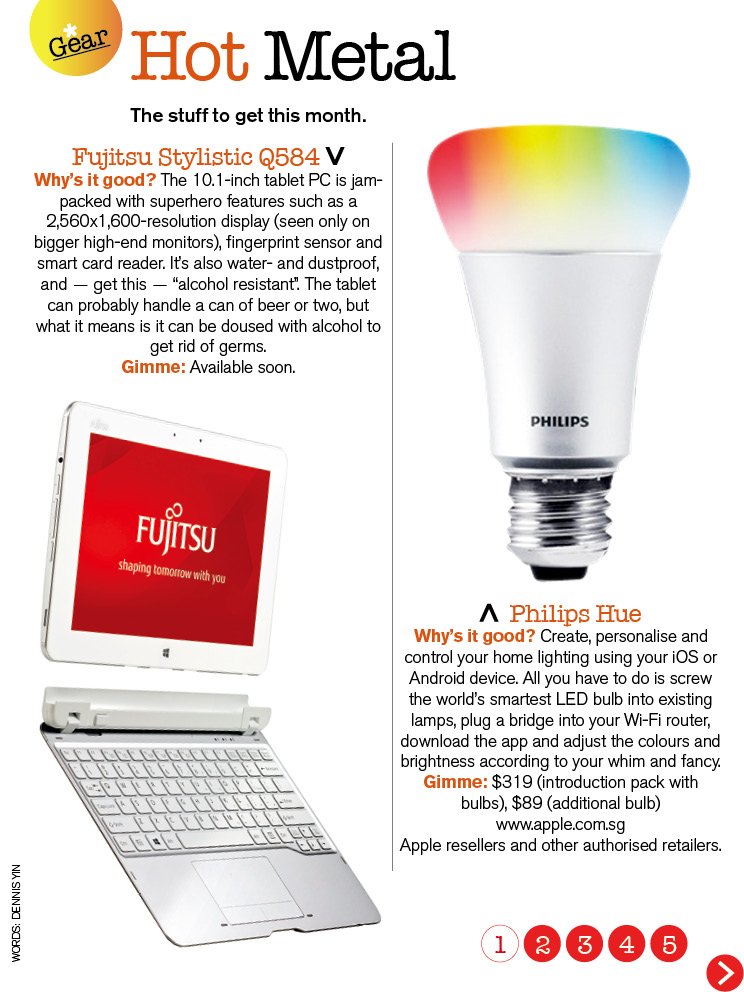 Gear
Hot Metal
The stuff to get this month.
Fujitsu Stylistic Q584 V
Why's it good? The 10.1-inch tablet PC is jam-
packed with superhero features such as a
2,560x1,600-resolution display (seen only on
bigger high-end monitors), fingerprint sensor and
smart card reader. It's also water- and dustproof,
and — get this — “alcohol resistant”. The tablet
can probably handle a can of beer or two, but
what it means is it can be doused with alcohol to
get rid of germs.
Gimme: Available soon.
FUJITSU
shaping tomorrow with you
PHILIPS
Philips Hue
Why's it good? Create, personalise and
control your home lighting using your iOS or
Android device. All you have to do is screw
the world's smartest LED bulb into existing
lamps, plug a bridge into your Wi-Fi router,
download the app and adjust the colours and
brightness according to your whim and fancy.
Gimme: $319 (introduction pack with
bulbs), $89 (additional bulb)
www.apple.com.sg
Apple resellers and other authorised retailers.
WORDS: DENNIS YIN
1 2 3 4 5